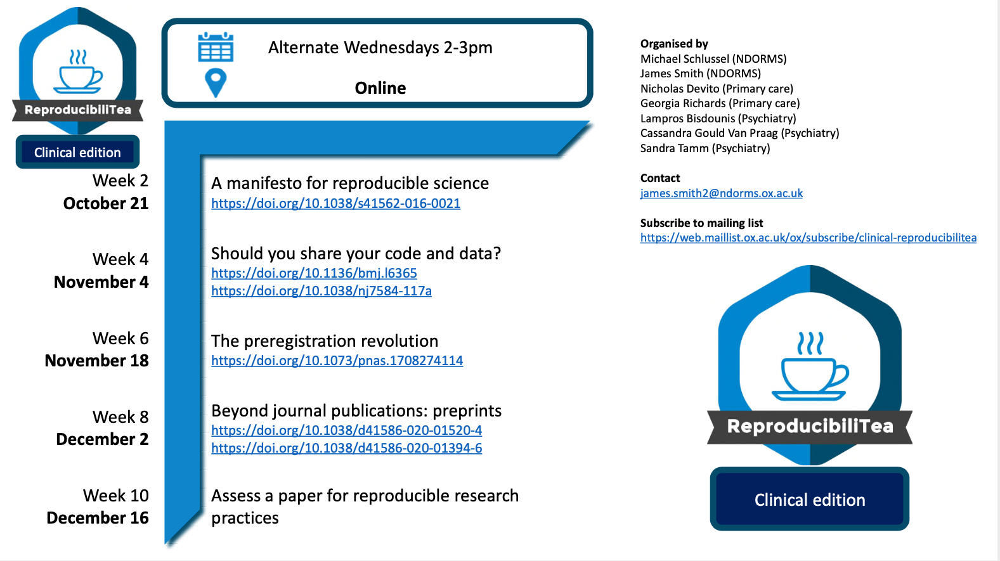 ReproducibiliTea
Clinical edition
Alternate Wednesdays 2-3pm
Online
Week 2
October 21
A manifesto for reproducible science
https://doi.org/10.1038/s41562-016-0021
Week 4
November 4
Should you share your code and data?
https://doi.org/10.1136/bmj.l6365
https://doi.org/10.1038/nj7584-117a
Week 6
November 18
The preregistration revolution
https://doi.org/10.1073/pnas.1708274114
Week 8
December 2
Beyond journal publications: preprints
https://doi.org/10.1038/d41586-020-01520-4
https://doi.org/10.1038/d41586-020-01394-6
Week 10
December 16
Assess a paper for reproducible research
practices
Organised by
Michael Schlussel (NDORMS)
James Smith (NDORMS)
Nicholas Devito (Primary care)
Georgia Richards (Primary care)
Lampros Bisdounis (Psychiatry)
Cassandra Gould Van Praag (Psychiatry)
Sandra Tamm (Psychiatry)
Contact
james.smith2@ndorms.ox.ac.uk
Subscribe to mailing list
https://web.maillist.ox.ac.uk/ox/subscribe/clinical-reproducibilitea
ReproducibiliTea
Clinical edition